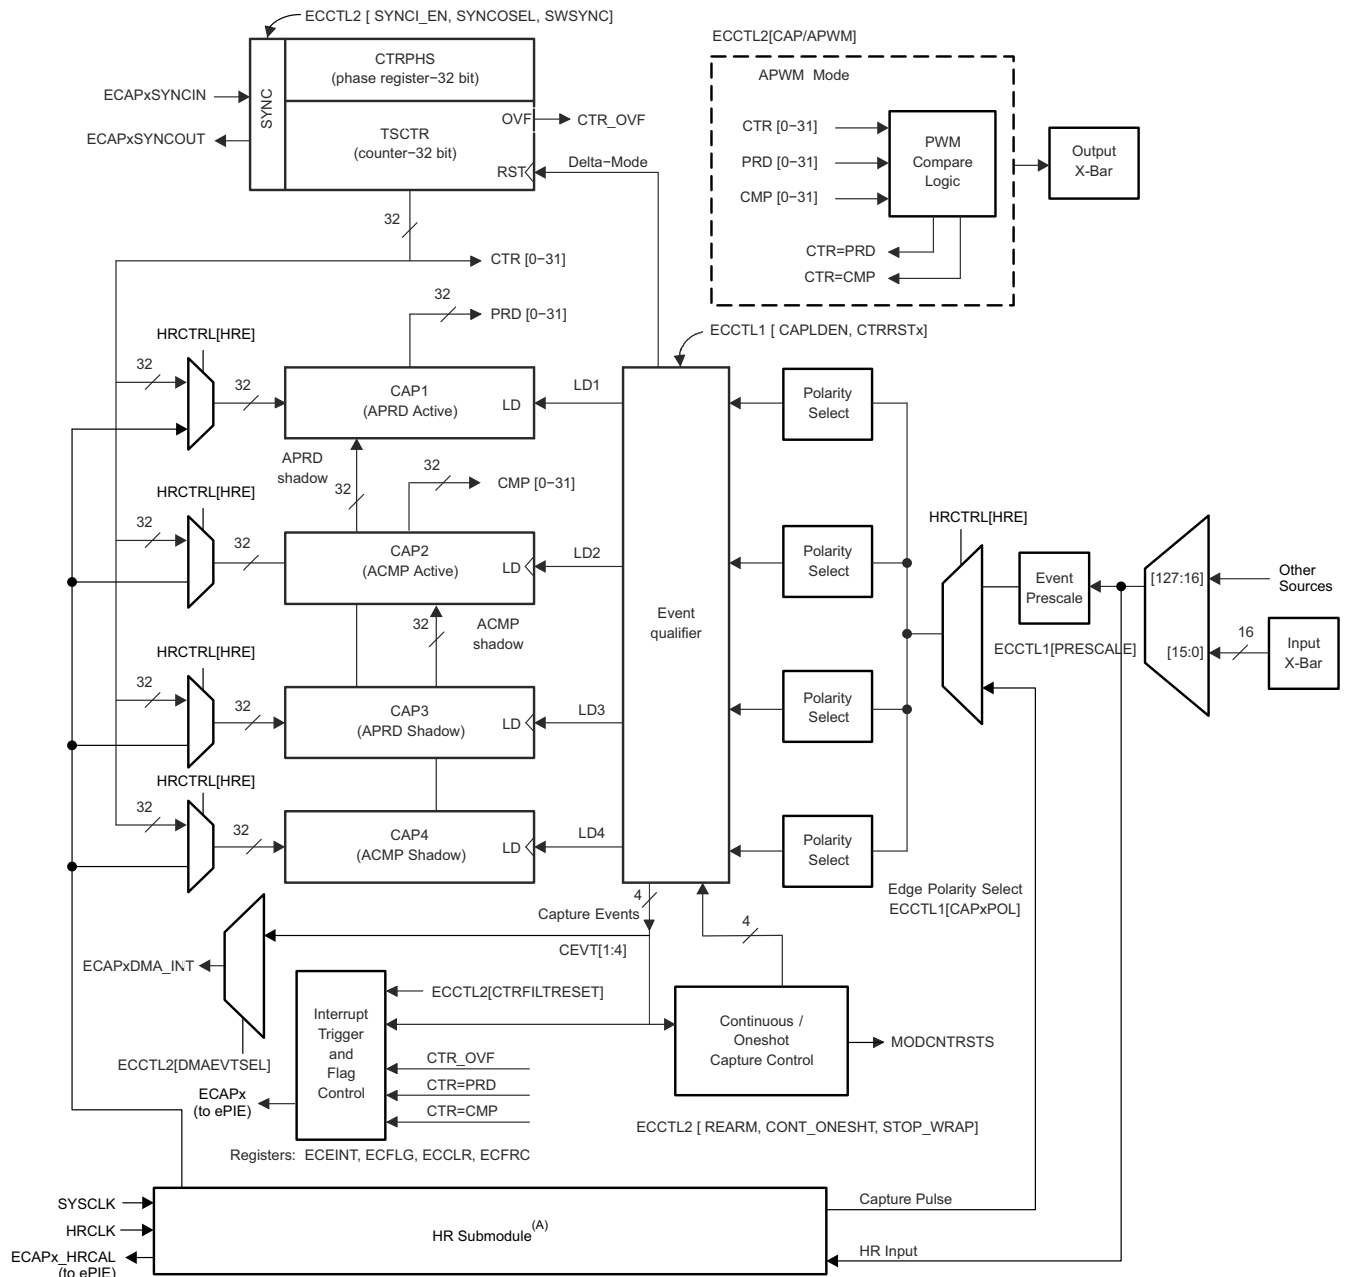 ECCTL2 [ SYNCI_EN, SYNCOSEL, SWSYNC]
ECCTL2[CAP/APWM]
SYNC
CTRPHS
(phase register−32 bit)
APWM Mode
ECAPxSYNCIN
ECAPxSYNCOUT
TSCTR
(counter−32 bit)
OVF
RST
CTR_OVF
Delta−Mode
CTR [0−31]
PRD [0−31]
CMP [0−31]
PWM
Compare
Logic
Output
X-Bar
CTR=PRD
CTR=CMP
32
CTR [0−31]
32
PRD [0−31]
ECCTL1 [ CAPLDEN, CTRRSTx]
HRCTRL[HRE]
32
32
CAP1
(APRD Active)
LD
LD1
Polarity
Select
APRD
shadow
32
32
CMP [0−31]
HRCTRL[HRE]
32
32
CAP2
(ACMP Active)
LD
LD2
Polarity
Select
HRCTRL[HRE]
Event
Prescale
ECCTL1[PRESCALE]
[127:16]
[15:0]
Other
Sources
16
Input
X-Bar
32
ACMP
shadow
Event
qualifier
HRCTRL[HRE]
32
32
CAP3
(APRD Shadow)
LD
LD3
Polarity
Select
HRCTRL[HRE]
32
32
CAP4
(ACMP Shadow)
LD
LD4
Polarity
Select
Edge Polarity Select
ECCTL1[CAPxPOL]
4
Capture Events
CEVT[1:4]
4
ECAPxDMA_INT
ECCTL2[DMAEVTSEL]
ECCTL2[CTRFILTRESET]
Interrupt
Trigger
and
Flag
Control
CTR_OVF
CTR=PRD
CTR=CMP
ECAPx
(to ePIE)
Continuous /
Oneshot
Capture Control
MODCNTRSTS
ECCTL2 [ REARM, CONT_ONESHT, STOP_WRAP]
Registers: ECEINT, ECFLG, ECCLR, ECFRC
SYSCLK
HRCLK
ECAPx_HRCAL
(to ePIE)
HR Submodule(A)
Capture Pulse
HR Input